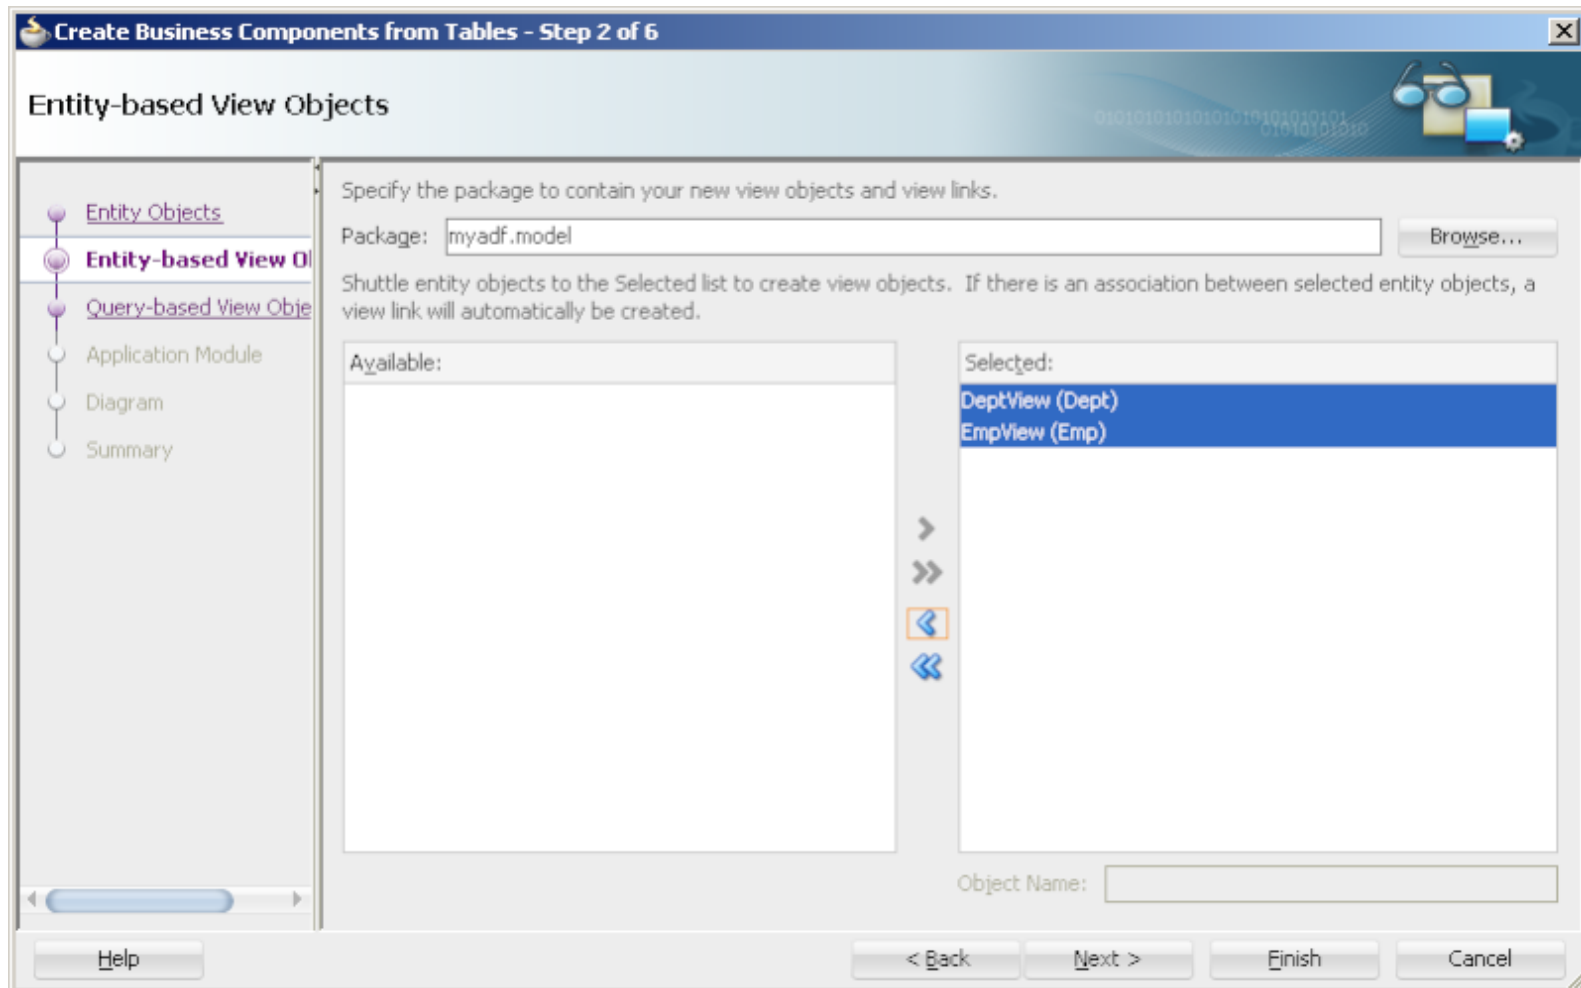 Create Business Components from Tables - Step 2 of 6
Entity-based View Objects
Entity Objects
Entity-based View Ol
Query-based View Obje
Application Module
Diagram
Summary
Specify the package to contain your new view objects and view links.
Package: myadf.model Browse...
Shuttle entity objects to the Selected list to create view objects. If there is an association between selected entity objects, a
view link will automatically be created.
Available:
Selected:
DeptView (Dept)
EmpView (Emp)
Object Name:
Help < Back Next > Finish Cancel